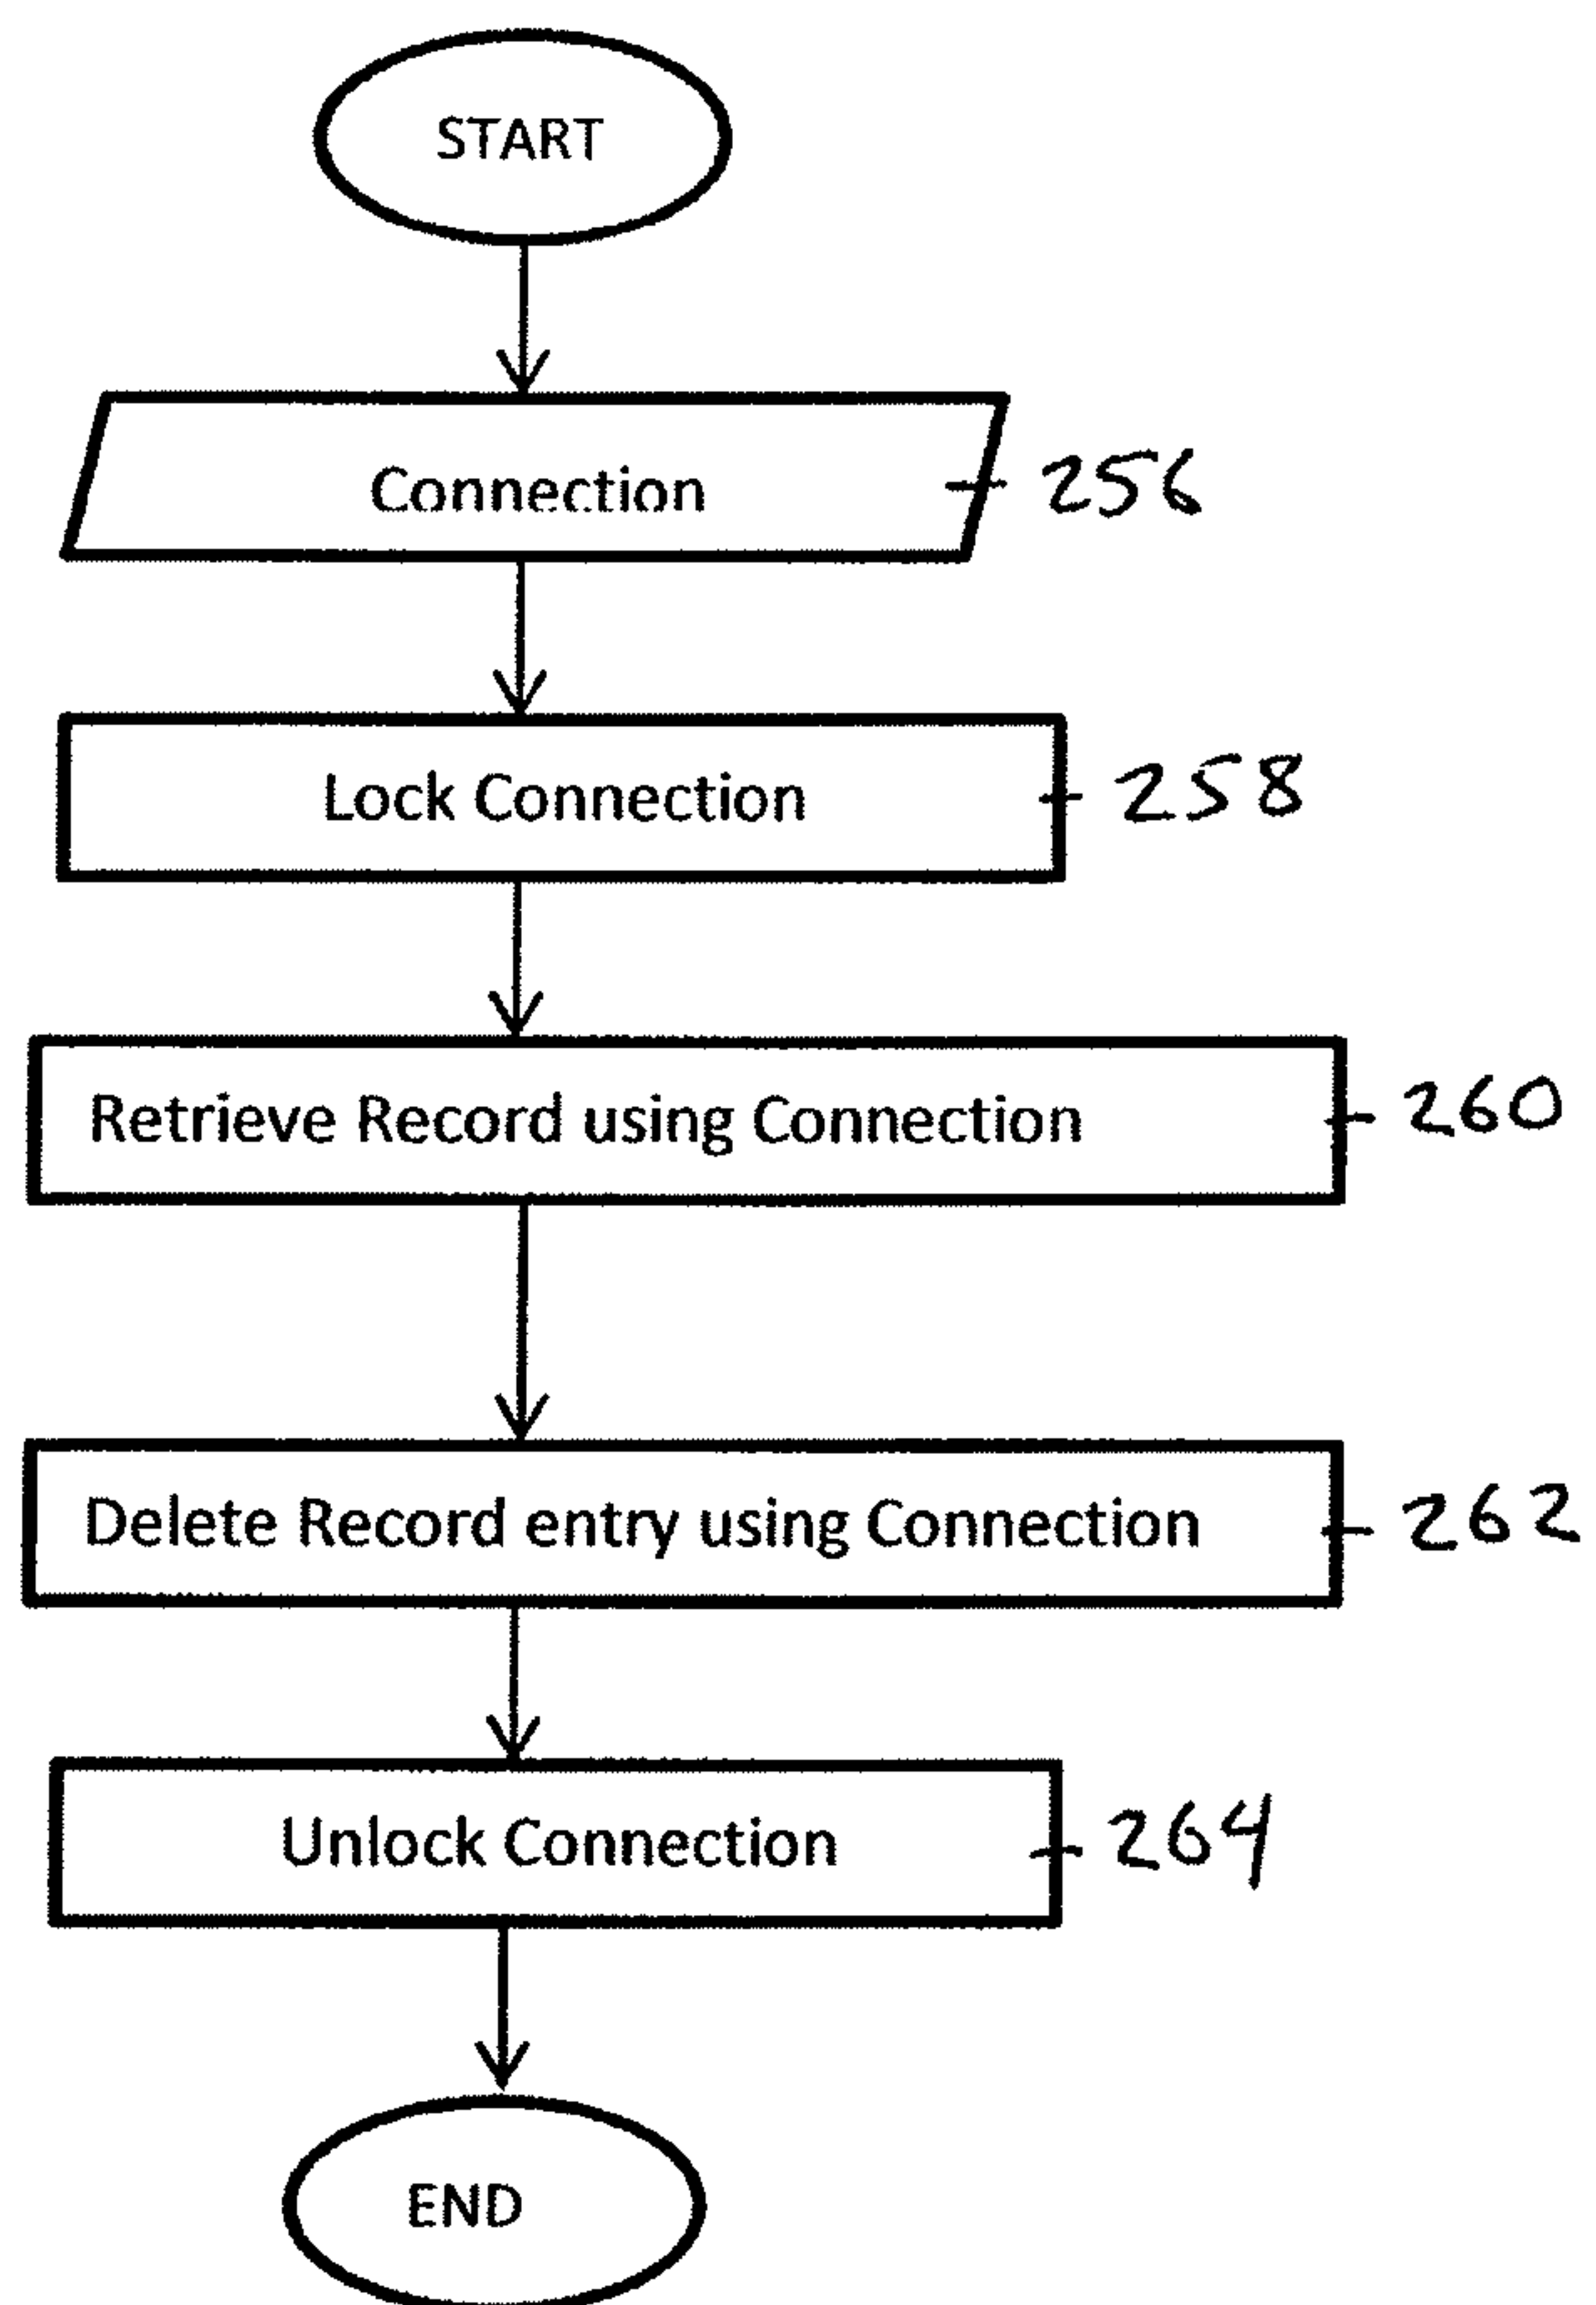 START
Connection 256
Lock Connection 258
Retrieve Record using Connection 260
Delete Record entry using Connection 262
Unlock Connection 264
END